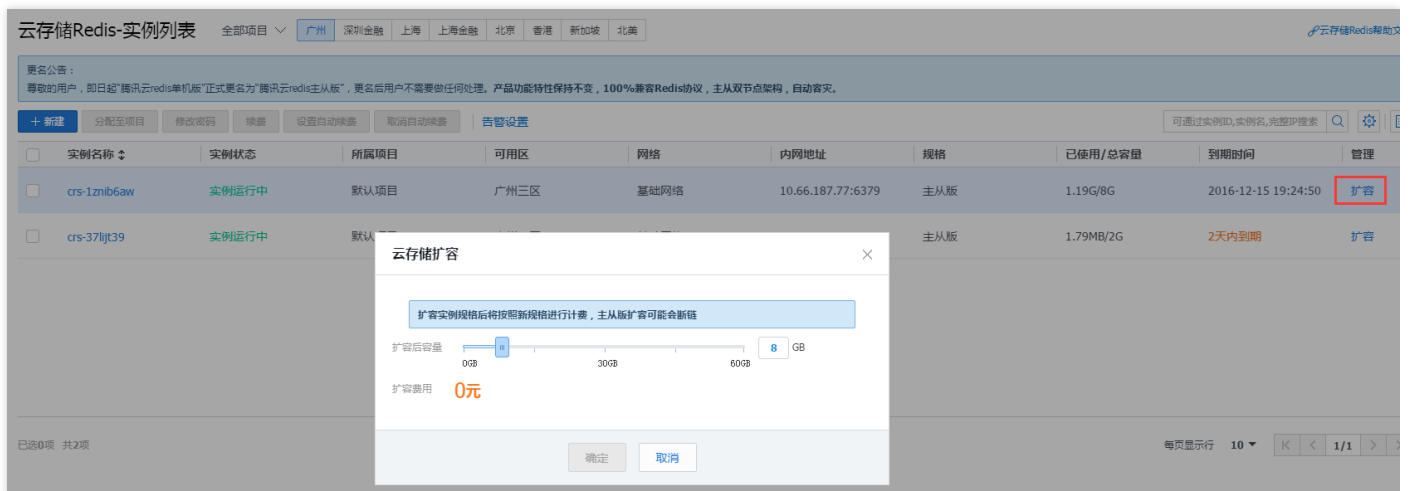 云存储Redis-实例列表 全部项目 广州 深圳金融 上海 上海金融 北京 香港 新加坡 北美 云存储Redis帮助文
更名公告：
尊敬的用户，即日起"腾讯云redis单机版"正式更名为"腾讯云redis主从版"，更名后用户不需要做任何处理。产品功能特性保持不变，100%兼容Redis协议，主从双节点架构，自动容灾。
+ 新建 分配至项目 修改密码 续费 设置自动续费 取消自动续费 告警设置 可通过实例ID,实例名,完整IP搜索
实例名称 实例状态 所属项目 可用区 网络 内网地址 规格 已使用/总容量 到期时间 管理
crs-1znib6aw 实例运行中 默认项目 广州三区 基础网络 10.66.187.77:6379 主从版 1.19G/8G 2016-12-15 19:24:50 扩容
crs-37lijt39 实例运行中 默认 主从版 1.79MB/2G 2天内到期 扩容
云存储扩容
扩容实例规格后将按照新规格进行计费，主从版扩容可能会断链
扩容后容量 8 GB
0GB 30GB 60GB
扩容费用 0元
已选0项 共2项 每页显示行 10 1/1
确定 取消